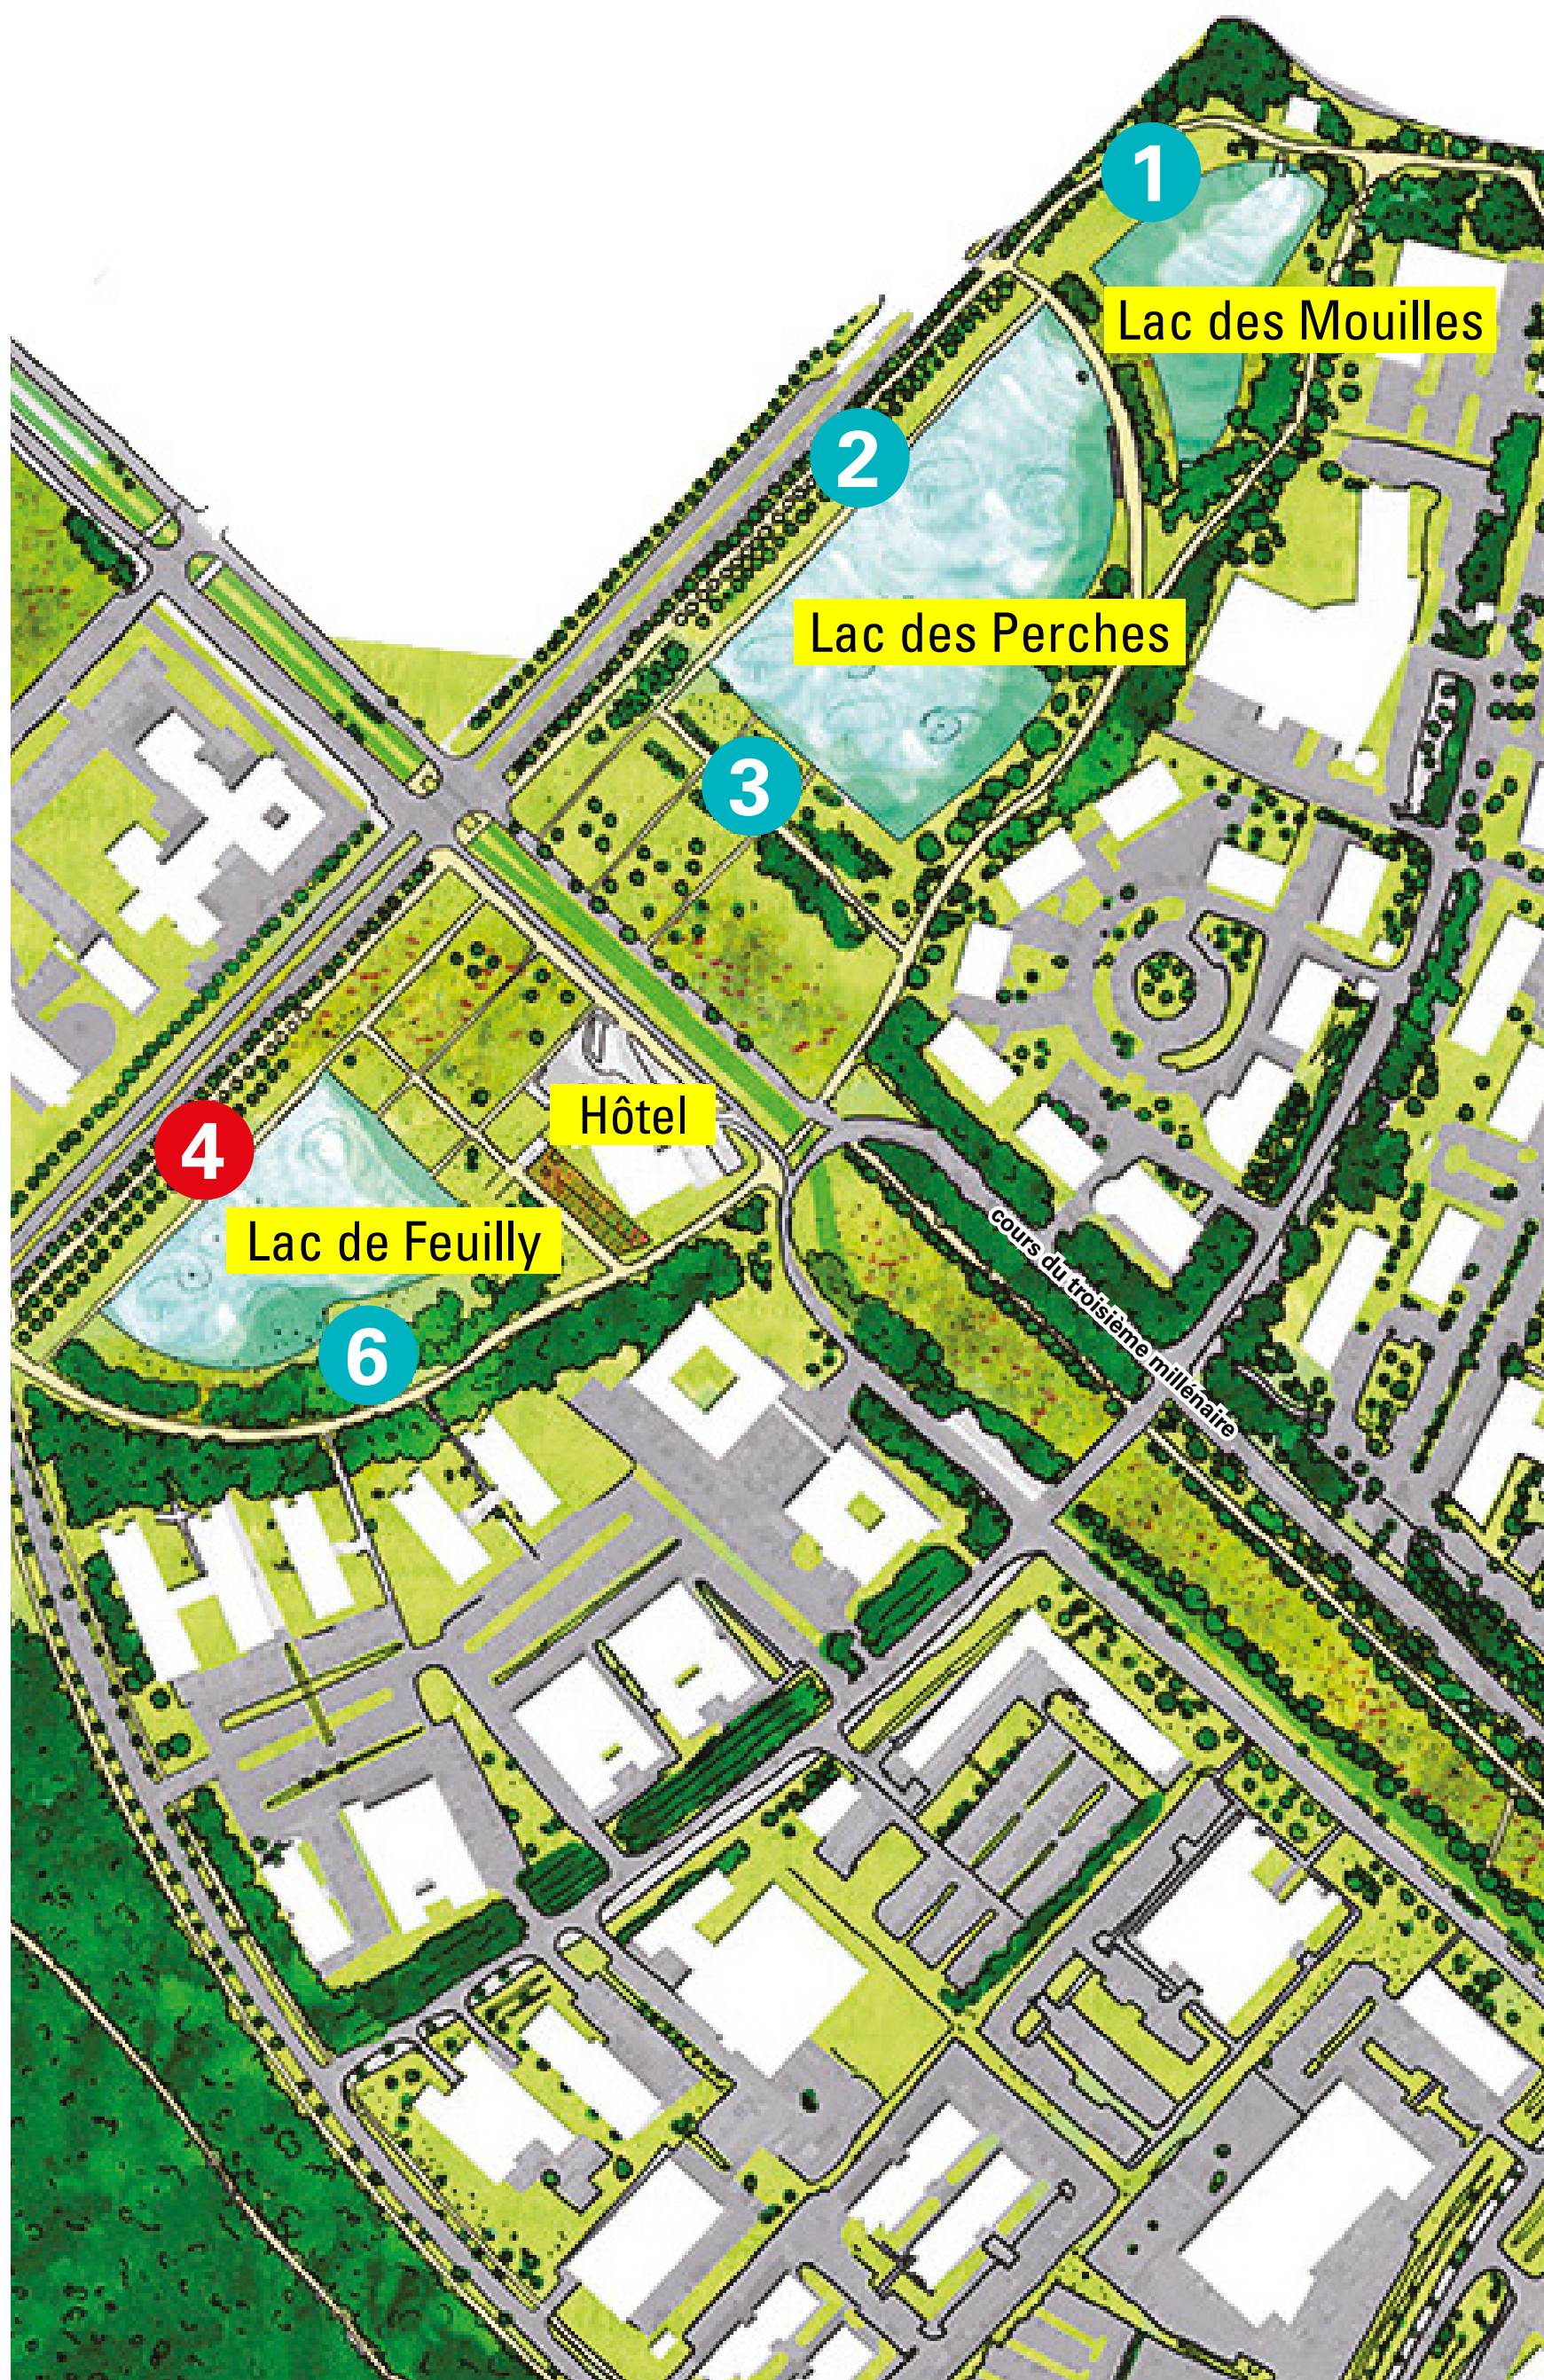 1
Lac des Mouilles
2
Lac des Perches
3
Hôtel
4
Lac de Feuilly
cours du troisième millénaire
6